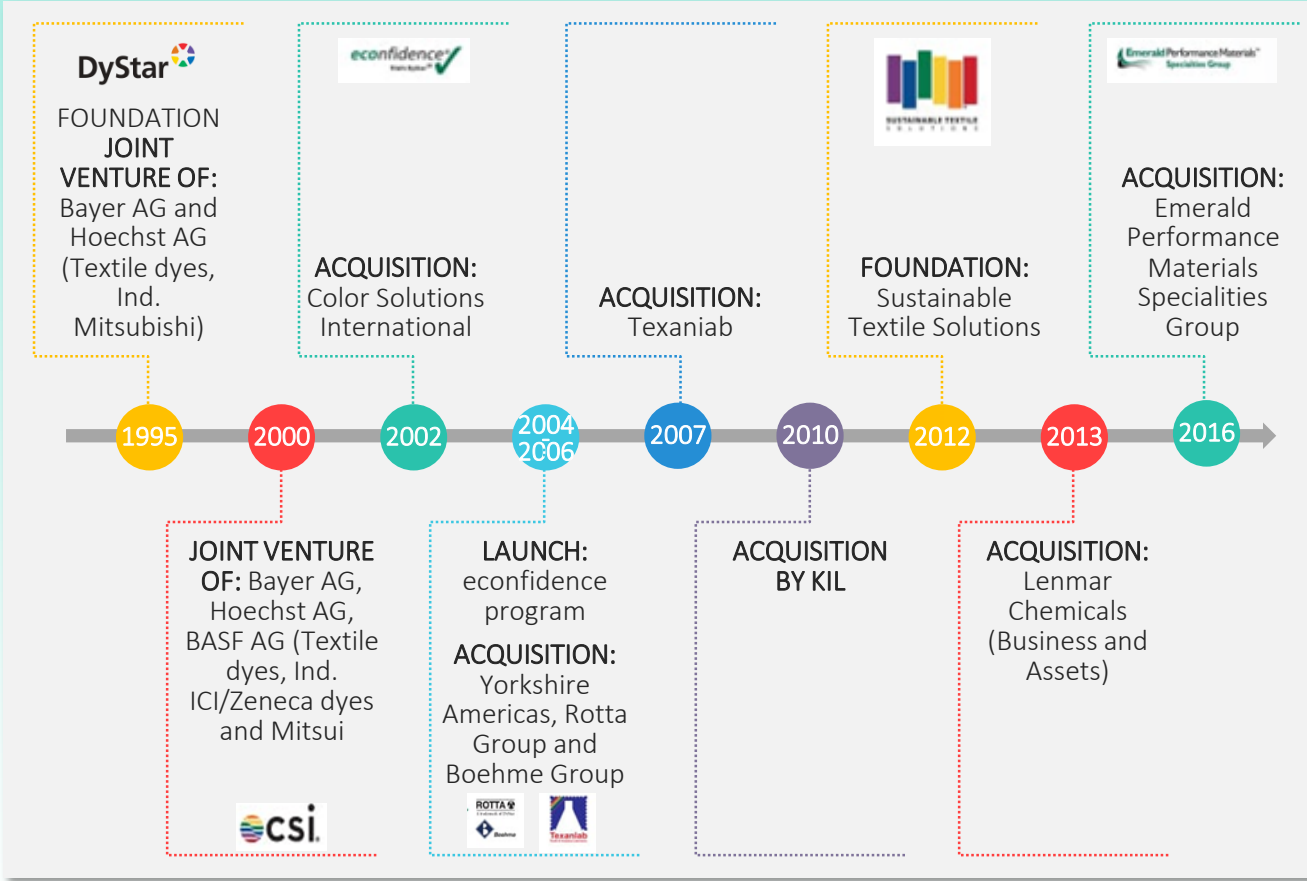 DyStar
FOUNDATION
JOINT
VENTURE OF:
Bayer AG and
Hoechst AG
(Textile dyes,
Ind.
Mitsubishi)
econfidence
ACQUISITION:
Color Solutions
International
ACQUISITION:
Texaniab
SUSTAINABLE TEXTILE
SOLUTIONS
FOUNDATION:
Sustainable
Textile Solutions
Emerald Performance Materials™
Specialties Group
ACQUISITION:
Emerald
Performance
Materials
Specialities
Group
1995
2000
2002
2004
-
2006
2007
2010
2012
2013
2016
JOINT VENTURE
OF: Bayer AG,
Hoechst AG,
BASF AG (Textile
dyes, Ind.
ICI/Zeneca dyes
and Mitsui
csi.
LAUNCH:
econfidence
program
ACQUISITION:
Yorkshire
Americas, Rotta
Group and
Boehme Group
ROTTA
Boehme
Texanlab
ACQUISITION
BY KIL
ACQUISITION:
Lenmar
Chemicals
(Business and
Assets)